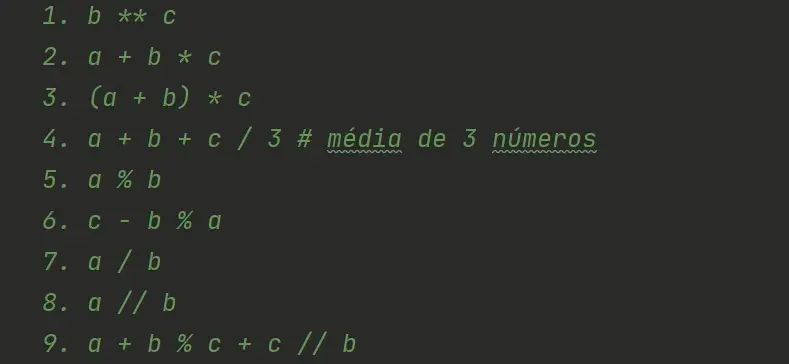 1. b ** c
2. a + b * c
3. (a + b) * c
4. a + b + c / 3 # média de 3 números
5. a % b
6. c - b % a
7. a / b
8. a // b
9. a + b % c + c // b